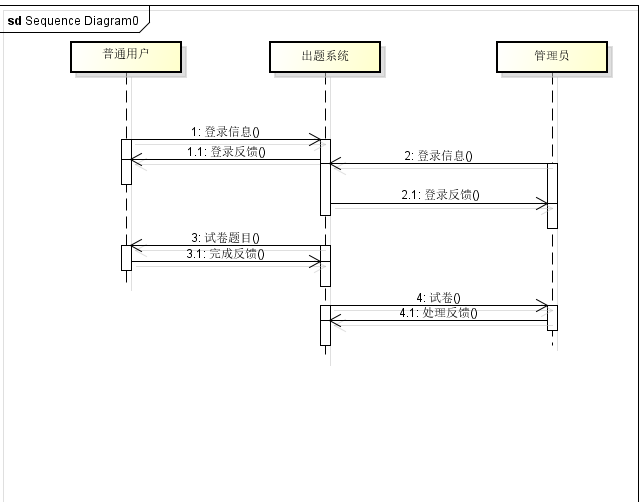 sd Sequence Diagram0
普通用户
出题系统
管理员
1: 登录信息()
1.1: 登录反馈()
2: 登录信息()
2.1: 登录反馈()
3: 试卷题目()
3.1: 完成反馈()
4: 试卷()
4.1: 处理反馈()